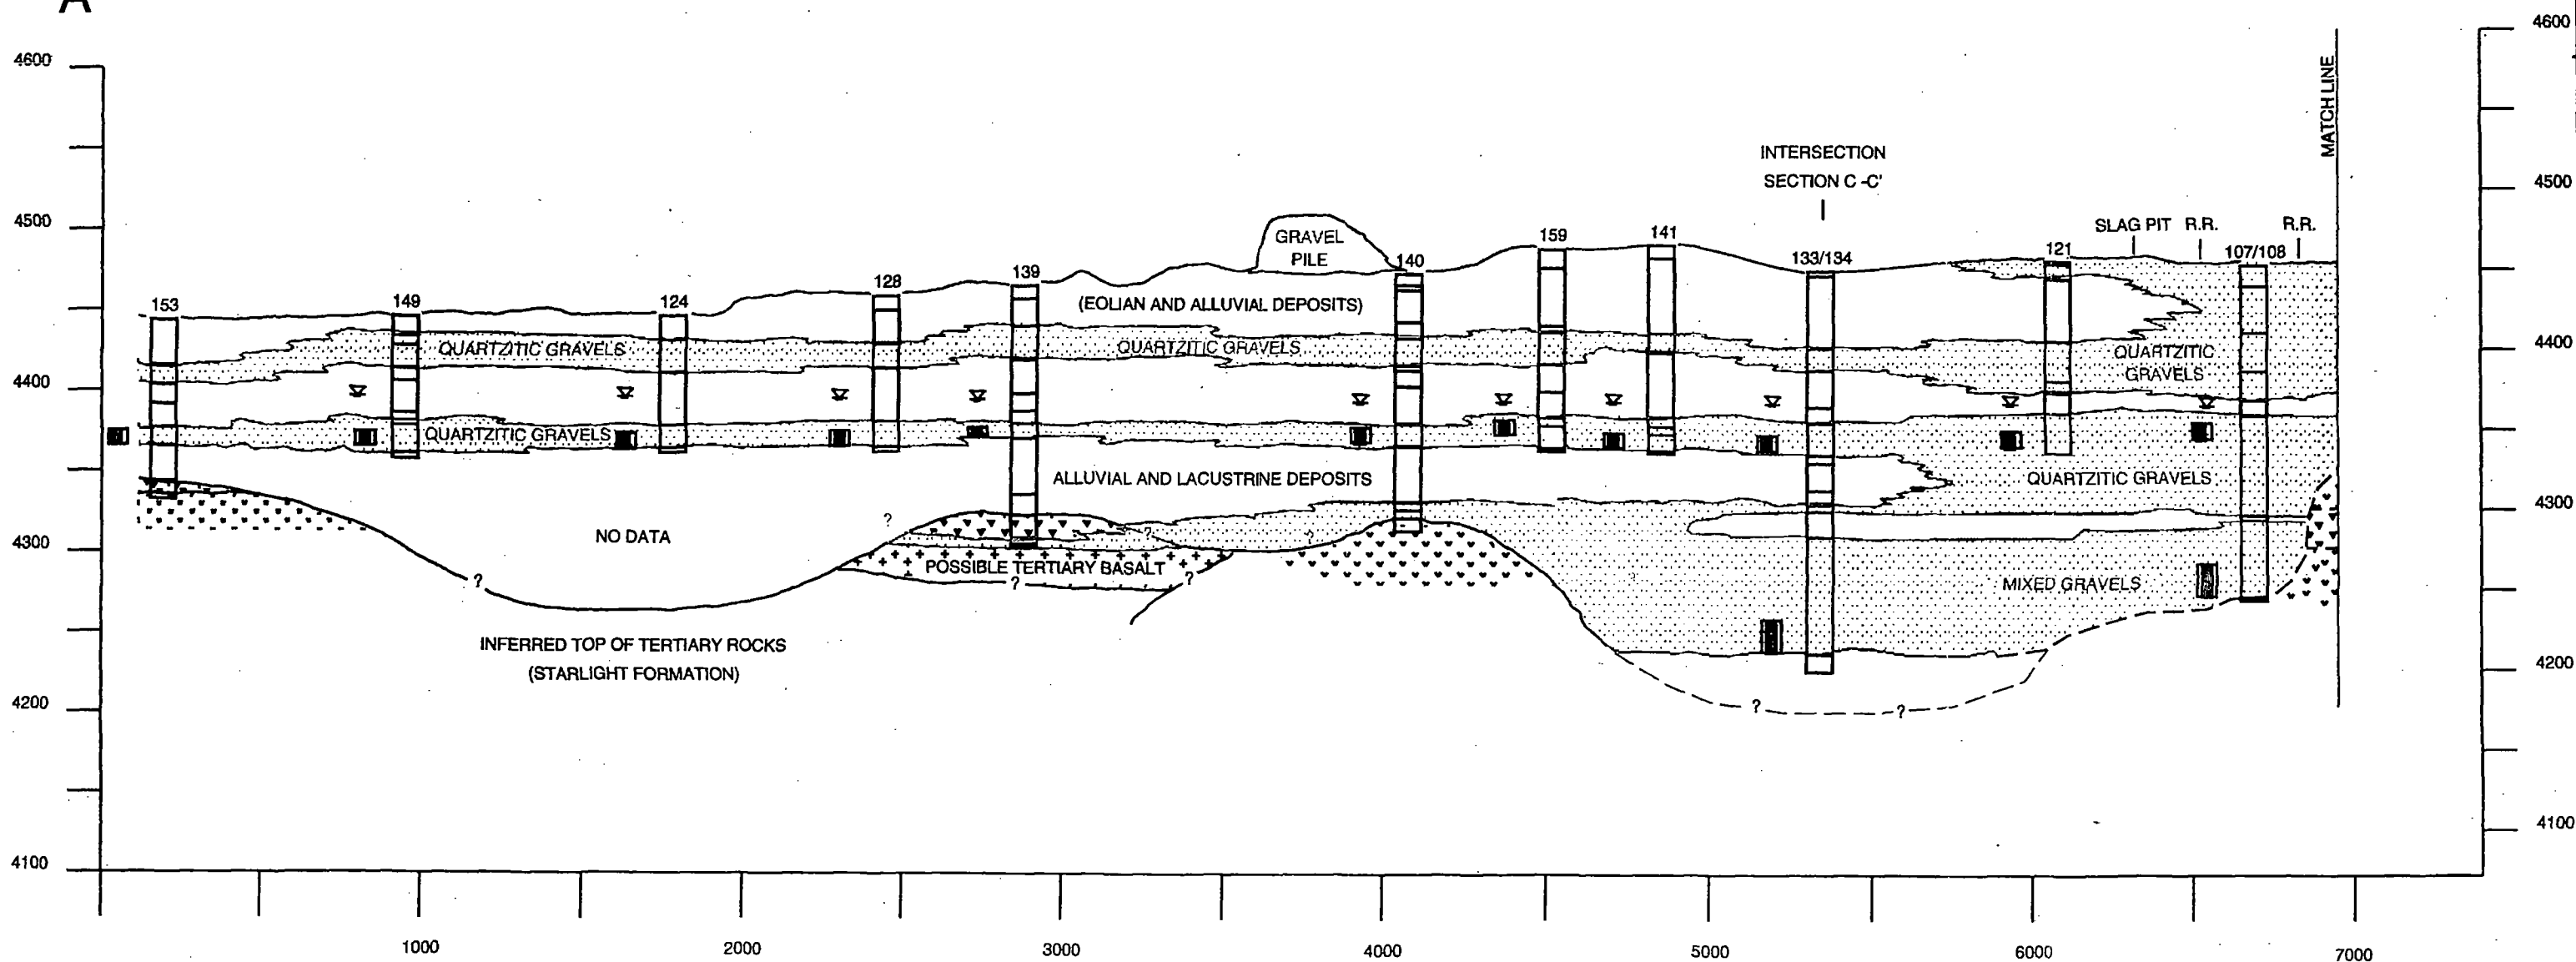 A
4600
4600
MATCH LINE
INTERSECTION
SECTION C -C'
4500
4500
SLAG PIT R.R. R.R.
GRAVEL
PILE
153
149
124
128
139
140
159
141
133/134
121
107/108
(EOLIAN AND ALLUVIAL DEPOSITS)
QUARTZITIC GRAVELS
QUARTZITIC GRAVELS
QUARTZITIC
GRAVELS
4400
4400
QUARTZITIC GRAVELS
ALLUVIAL AND LACUSTRINE DEPOSITS
QUARTZITIC GRAVELS
4300
4300
?
NO DATA
?
?
POSSIBLE TERTIARY BASALT
?
?
?
MIXED GRAVELS
INFERRED TOP OF TERTIARY ROCKS
(STARLIGHT FORMATION)
4200
4200
?
?
4100
4100
1000
2000
3000
4000
5000
6000
7000